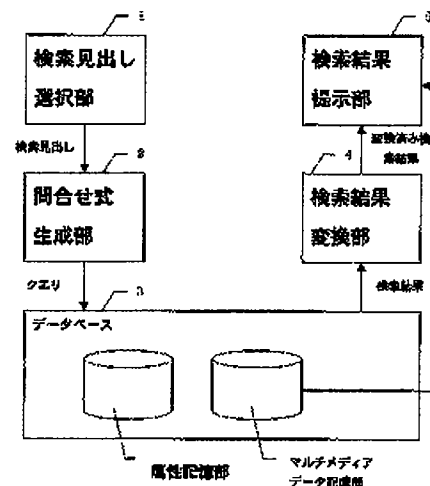 1
検索見出し
選択部
検索見出し
2
問合せ式
生成部
クエリ
3
データベース
属性記憶部
マルチメディア
データ記憶部
検索結果
4
検索結果
変換部
変換済み検
索結果
検索結果
提示部